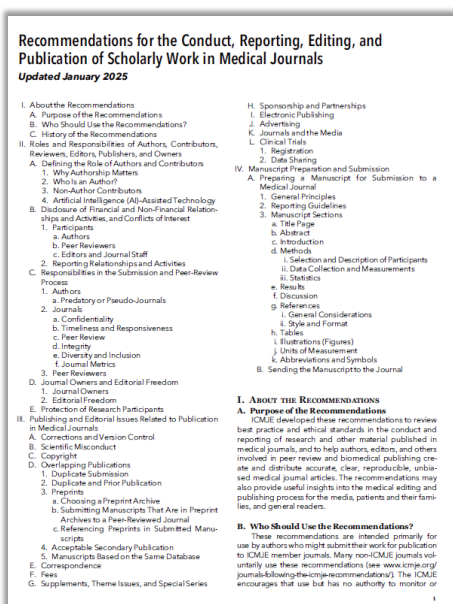 Recommendations for the Conduct, Reporting, Editing, and
Publication of Scholarly Work in Medical Journals
Updated January 2025
I. About the Recommendations
A. Purpose of the Recommendations
B. Who Should Use the Recommendations?
C. History of the Recommendations
II. Roles and Responsibilities of Authors, Contributors,
Reviewers, Editors, Publishers, and Owners
A. Defining the Role of Authors and Contributors
1. Why Authorship Matters
2. Who Is an Author?
3. Non-Author Contributors
4. Artificial Intelligence (AI)–Assisted Technology
B. Disclosure of Financial and Non-Financial Relation-
ships and Activities, and Conflicts of Interest
1. Participants
a. Authors
b. Peer Reviewers
c. Editors and Journal Staff
2. Reporting Relationships and Activities
C. Responsibilities in the Submission and Peer-Review
Process
1. Authors
a. Predatory or Pseudo-Journals
2. Journals
a. Confidentiality
b. Timeliness and Responsiveness
c. Peer Review
d. Integrity
e. Diversity and Inclusion
f. Journal Metrics
3. Peer Reviewers
D. Journal Owners and Editorial Freedom
1. Journal Owners
2. Editorial Freedom
E. Protection of Research Participants
III. Publishing and Editorial Issues Related to Publication
in Medical Journals
A. Corrections and Version Control
B. Scientific Misconduct
C. Copyright
D. Overlapping Publications
1. Duplicate Submission
2. Duplicate and Prior Publication
3. Preprints
a. Choosing a Preprint Archive
b. Submitting Manuscripts That Are in Preprint
Archives to a Peer-Reviewed Journal
c. Referencing Preprints in Submitted Manu-
scripts
4. Acceptable Secondary Publication
5. Manuscripts Based on the Same Database
E. Correspondence
F. Fees
G. Supplements, Theme Issues, and Special Series
H. Sponsorship and Partnerships
I. Electronic Publishing
J. Advertising
K. Journals and the Media
L. Clinical Trials
1. Registration
2. Data Sharing
IV. Manuscript Preparation and Submission
A. Preparing a Manuscript for Submission to a
Medical Journal
1. General Principles
2. Reporting Guidelines
3. Manuscript Sections
a. Title Page
b. Abstract
c. Introduction
d. Methods
i. Selection and Description of Participants
ii. Data Collection and Measurements
iii. Statistics
e. Results
f. Discussion
g. References
i. General Considerations
ii. Style and Format
h. Tables
i. Illustrations (Figures)
j. Units of Measurement
k. Abbreviations and Symbols
B. Sending the Manuscript to the Journal
I. ABOUT THE RECOMMENDATIONS
A. Purpose of the Recommendations
ICMJE developed these recommendations to review
best practice and ethical standards in the conduct and
reporting of research and other material published in
medical journals, and to help authors, editors, and others
involved in peer review and biomedical publishing cre-
ate and distribute accurate, clear, reproducible, unbia-
sed medical journal articles. The recommendations may
also provide useful insights into the medical editing and
publishing process for the media, patients and their fami-
lies, and general readers.
B. Who Should Use the Recommendations?
These recommendations are intended primarily for
use by authors who might submit their work for publication
to ICMJE member journals. Many non-ICMJE journals vol-
untarily use these recommendations (see www.icmje.org/
journals-following-the-icmje-recommendations/). The ICMJE
encourages that use but has no authority to monitor or
1